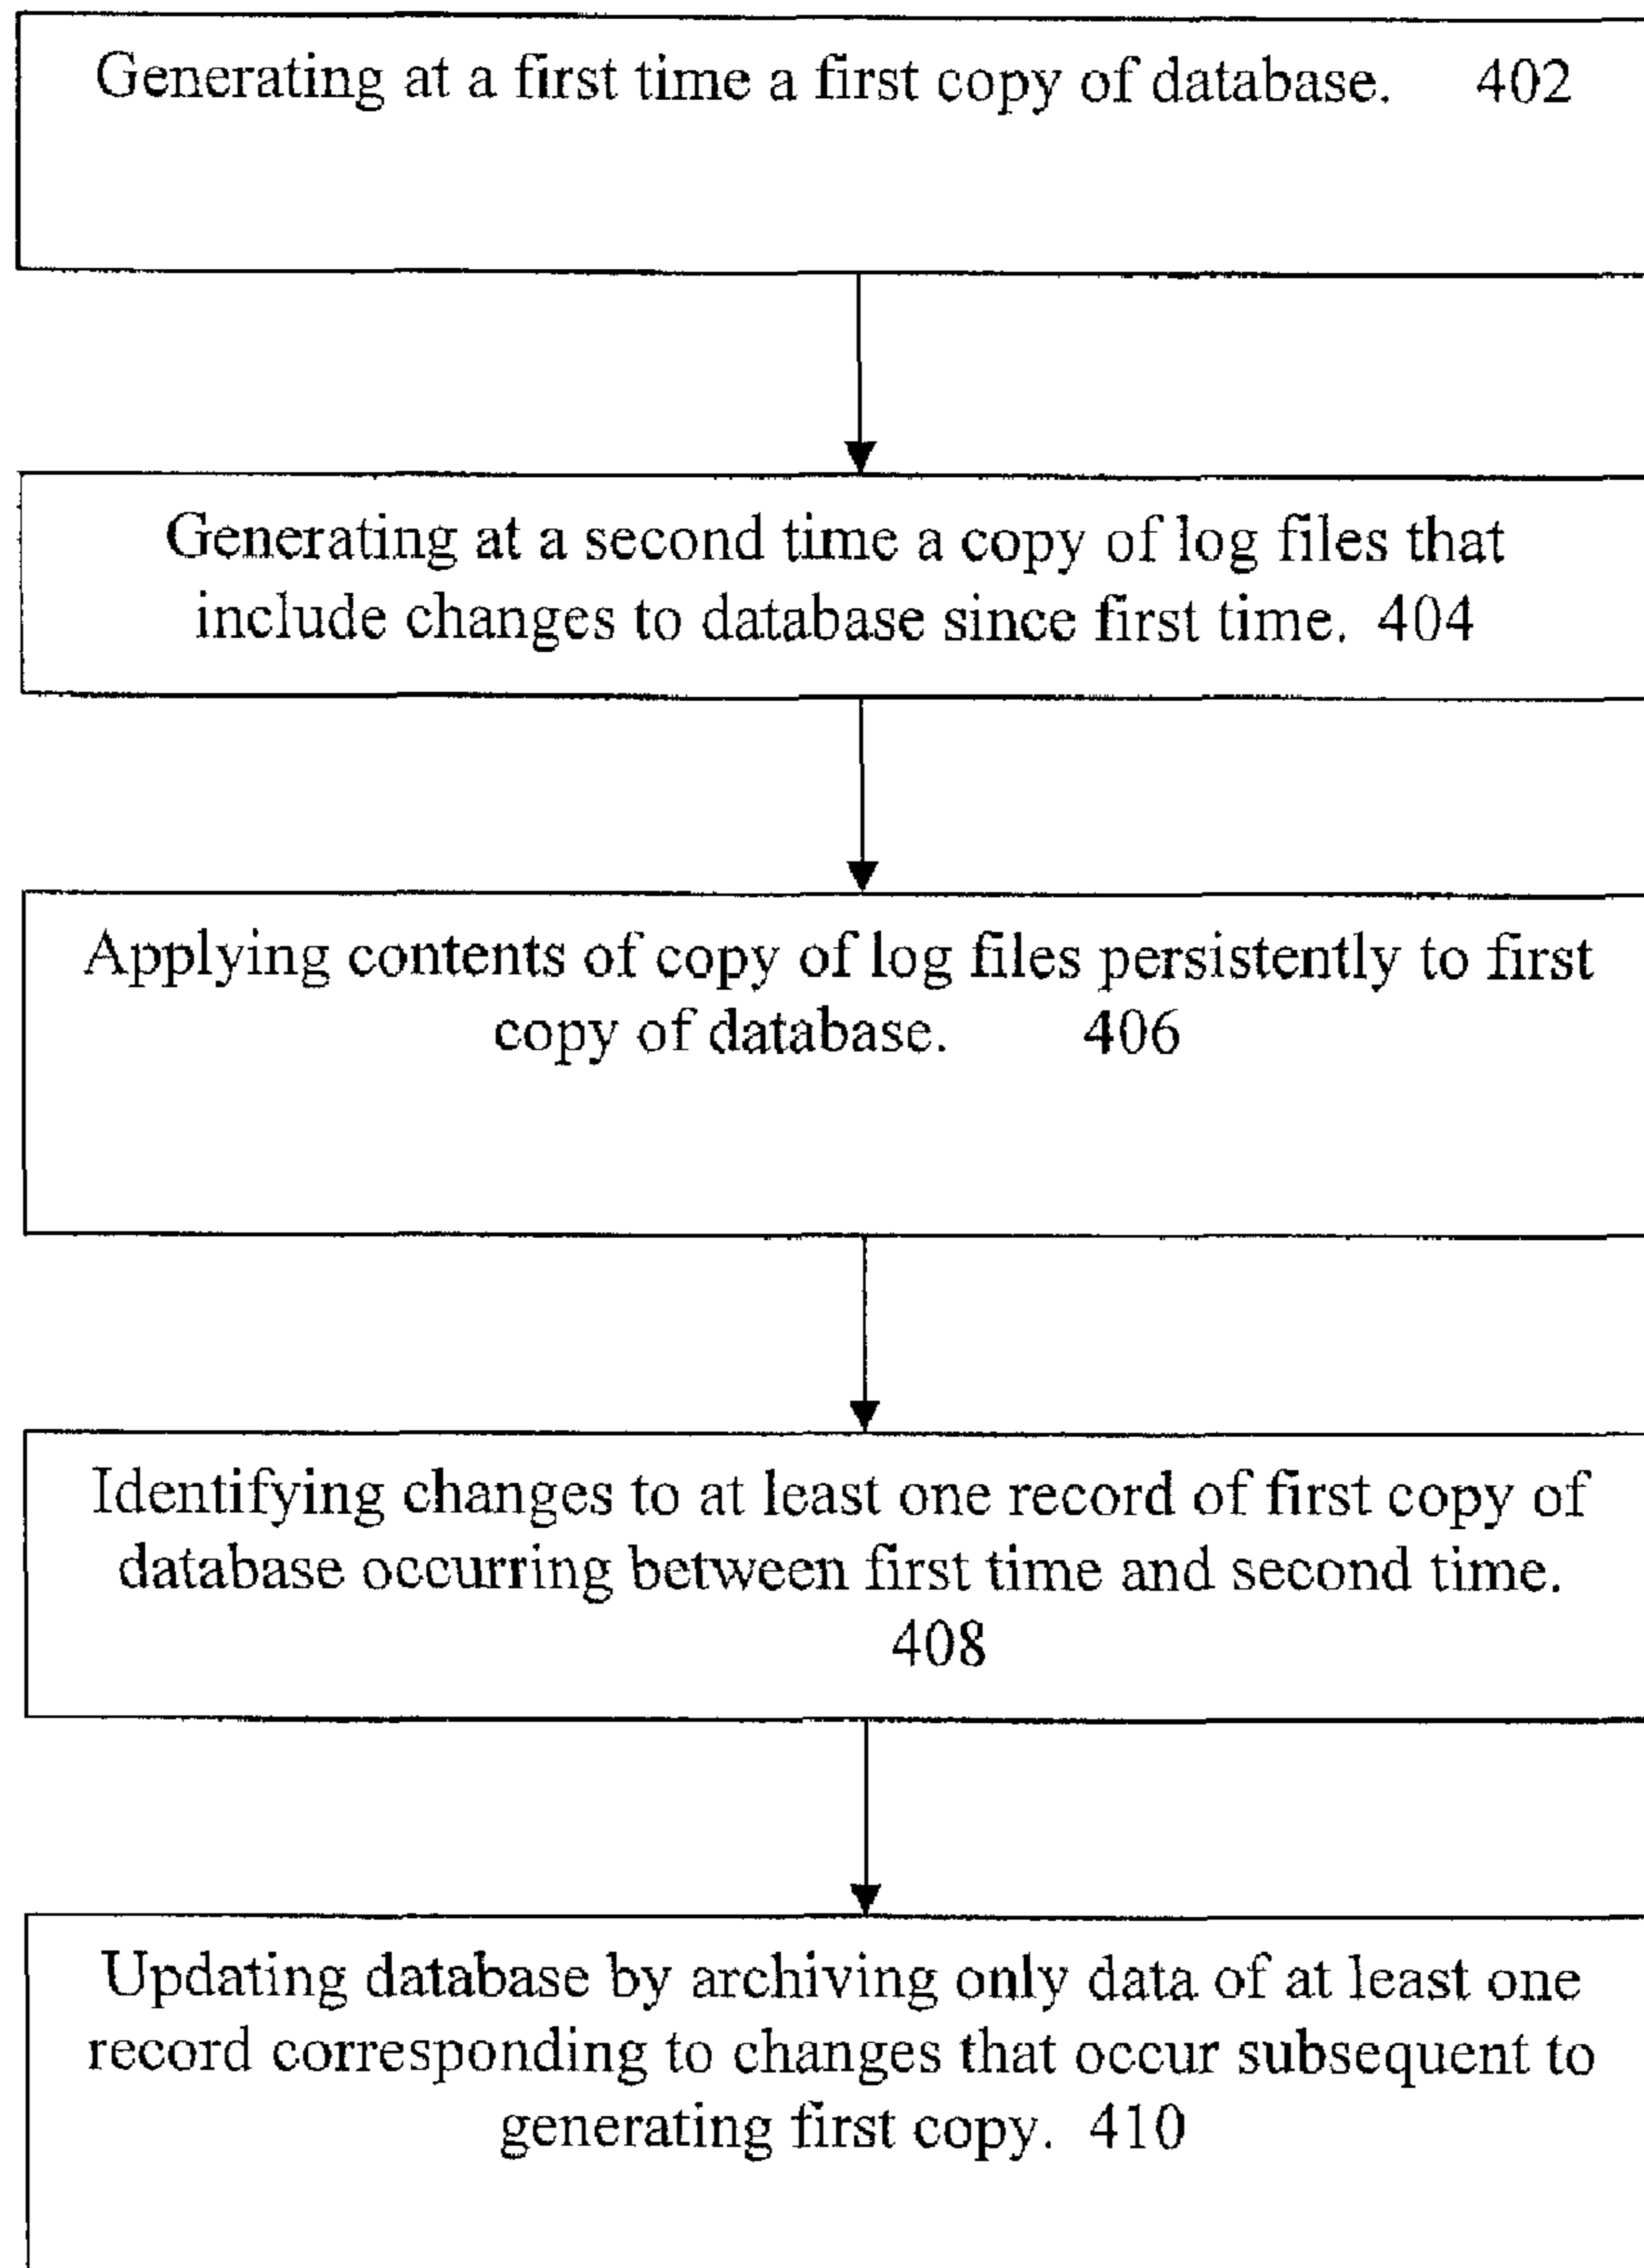 Generating at a first time a first copy of database. 402
Generating at a second time a copy of log files that
include changes to database since first time. 404
Applying contents of copy of log files persistently to first
copy of database. 406
Identifying changes to at least one record of first copy of
database occurring between first time and second time.
408
Updating database by archiving only data of at least one
record corresponding to changes that occur subsequent to
generating first copy. 410